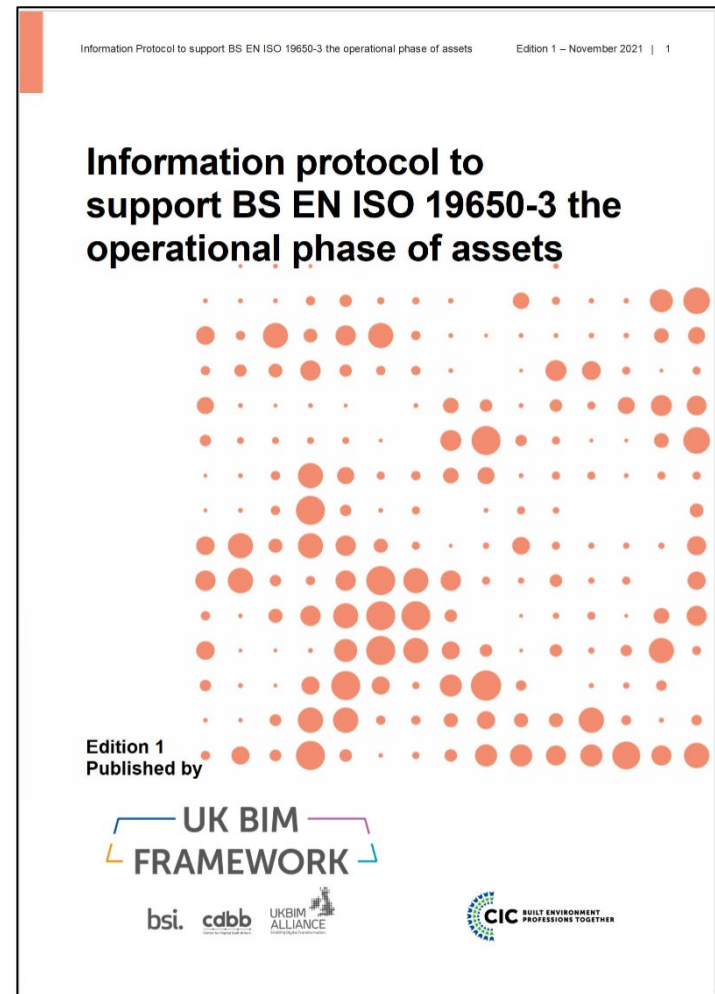 Information Protocol to support BS EN ISO 19650-3 the operational phase of assets Edition 1 – November 2021 | 1
Information protocol to
support BS EN ISO 19650-3 the
operational phase of assets
Edition 1
Published by
UK BIM
FRAMEWORK
bsi. cdbb UKBIM
ALLIANCE
CIC BUILT ENVIRONMENT
PROFESSIONS TOGETHER